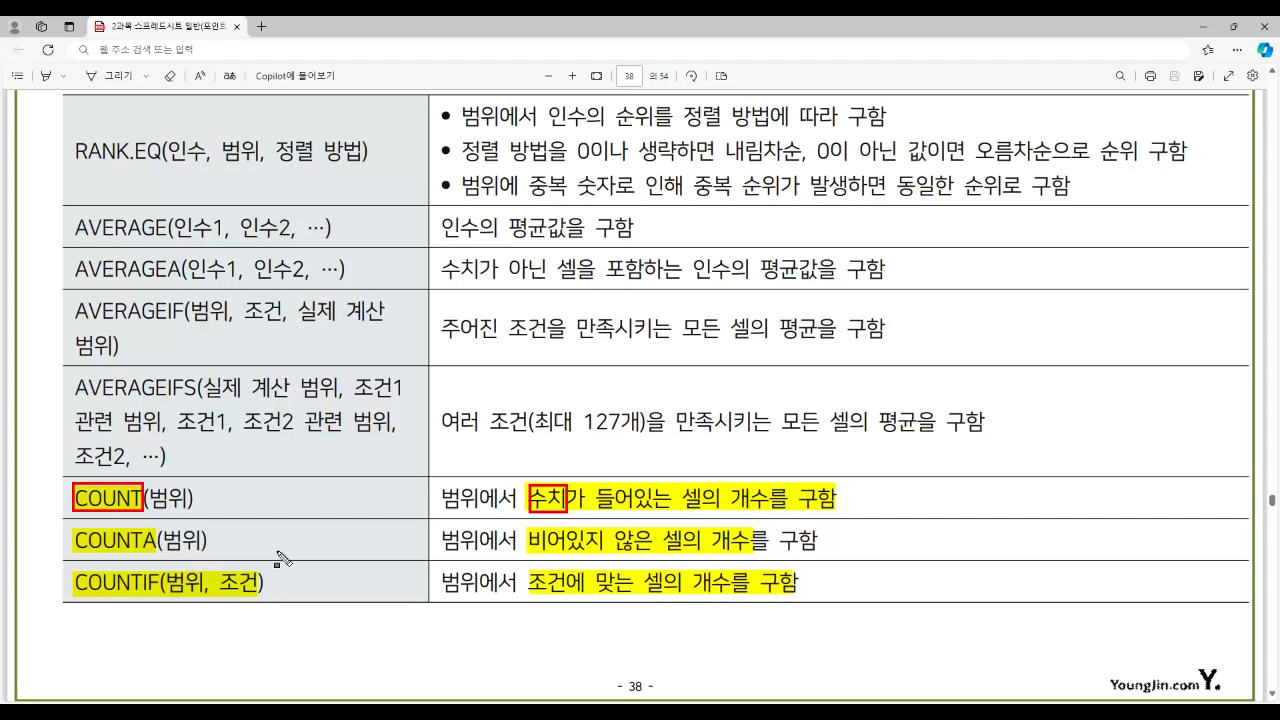 2과목 스프레드시트 일반(포인트
웹 주소 검색 또는 입력
그리기
Copilot에 물어보기
38
의 54
RANK.EQ(인수, 범위, 정렬 방법)
• 범위에서 인수의 순위를 정렬 방법에 따라 구함
• 정렬 방법을 0이나 생략하면 내림차순, 0이 아닌 값이면 오름차순으로 순위 구함
• 범위에 중복 숫자로 인해 중복 순위가 발생하면 동일한 순위로 구함
AVERAGE(인수1, 인수2, …)
인수의 평균값을 구함
AVERAGEA(인수1, 인수2, …)
수치가 아닌 셀을 포함하는 인수의 평균값을 구함
AVERAGEIF(범위, 조건, 실제 계산
범위)
주어진 조건을 만족시키는 모든 셀의 평균을 구함
AVERAGEIFS(실제 계산 범위, 조건1
관련 범위, 조건1, 조건2 관련 범위,
조건2, …)
여러 조건(최대 127개)을 만족시키는 모든 셀의 평균을 구함
COUNT(범위)
범위에서 수치가 들어있는 셀의 개수를 구함
COUNTA(범위)
범위에서 비어있지 않은 셀의 개수를 구함
COUNTIF(범위, 조건)
범위에서 조건에 맞는 셀의 개수를 구함
- 38 -
YoungJin.com Y.